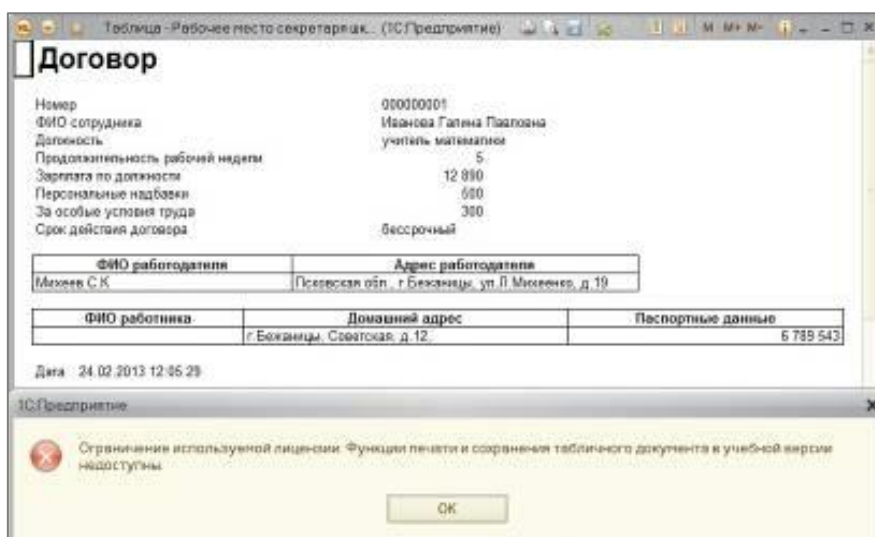 Таблица - Рабочее место секретаря шк... (1С:Предприятие)
M M+ M-
Договор
Номер 000000001
ФИО сотрудника Иванова Галина Павловна
Должность учитель математики
Продолжительность рабочей недели 5
Зарплата по должности 12 890
Персональные надбавки 500
За особые условия труда 300
Срок действия договора бессрочный
ФИО работодателя Адрес работодателя
Михеев С.К. Псковская обл., г.Бежаницы, ул.П.Михеенко, д.19
ФИО работника Домашний адрес Паспортные данные
г.Бежаницы, Советская, д.12, 6 789 543
Дата 24.02.2013 12:05:29
1С:Предприятие
Ограничение используемой лицензии: Функции печати и сохранения табличного документа в учебной версии
недоступны
OK